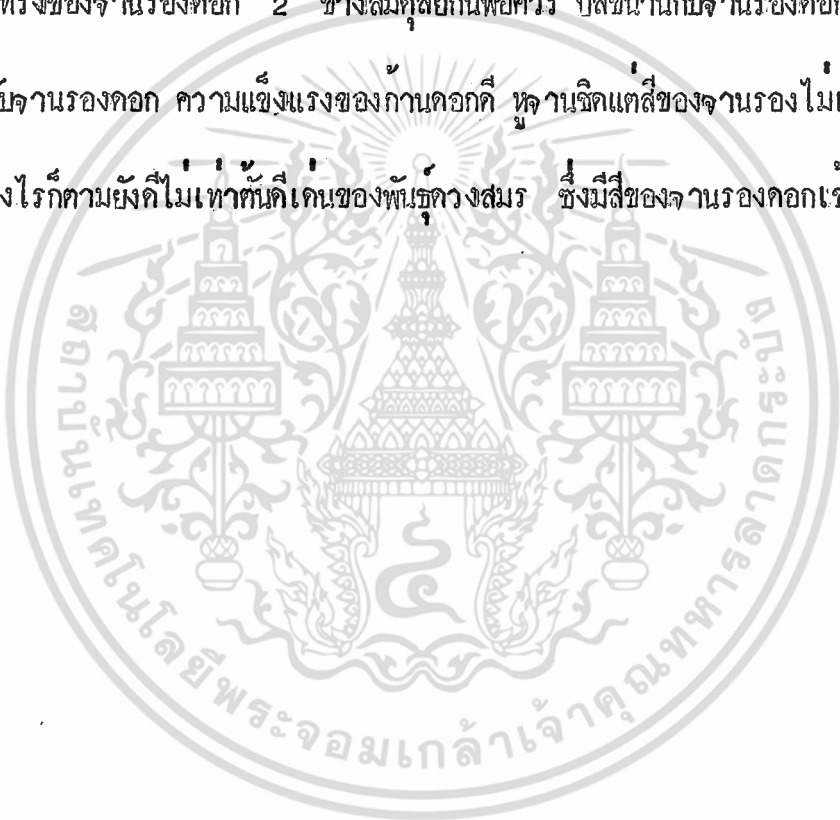 ทรงของจานรองดอก 2 ข้างสมดุลย์กันพอควร ปลีขนานกับจานรองดอก
บจานรองดอก ความแข็งแรงของก้านดอกดี หูจานชิดแต่สีของจานรองไม่
งไรก็ตามยังดีไม่เท่าต้นดีเด่นของพันธุ์ดวงสมร ซึ่งมีสีของจานรองดอกเข้
สถาบันเทคโนโลยีพระจอมเกล้าเจ้าคุณทหารลาดกระบัง